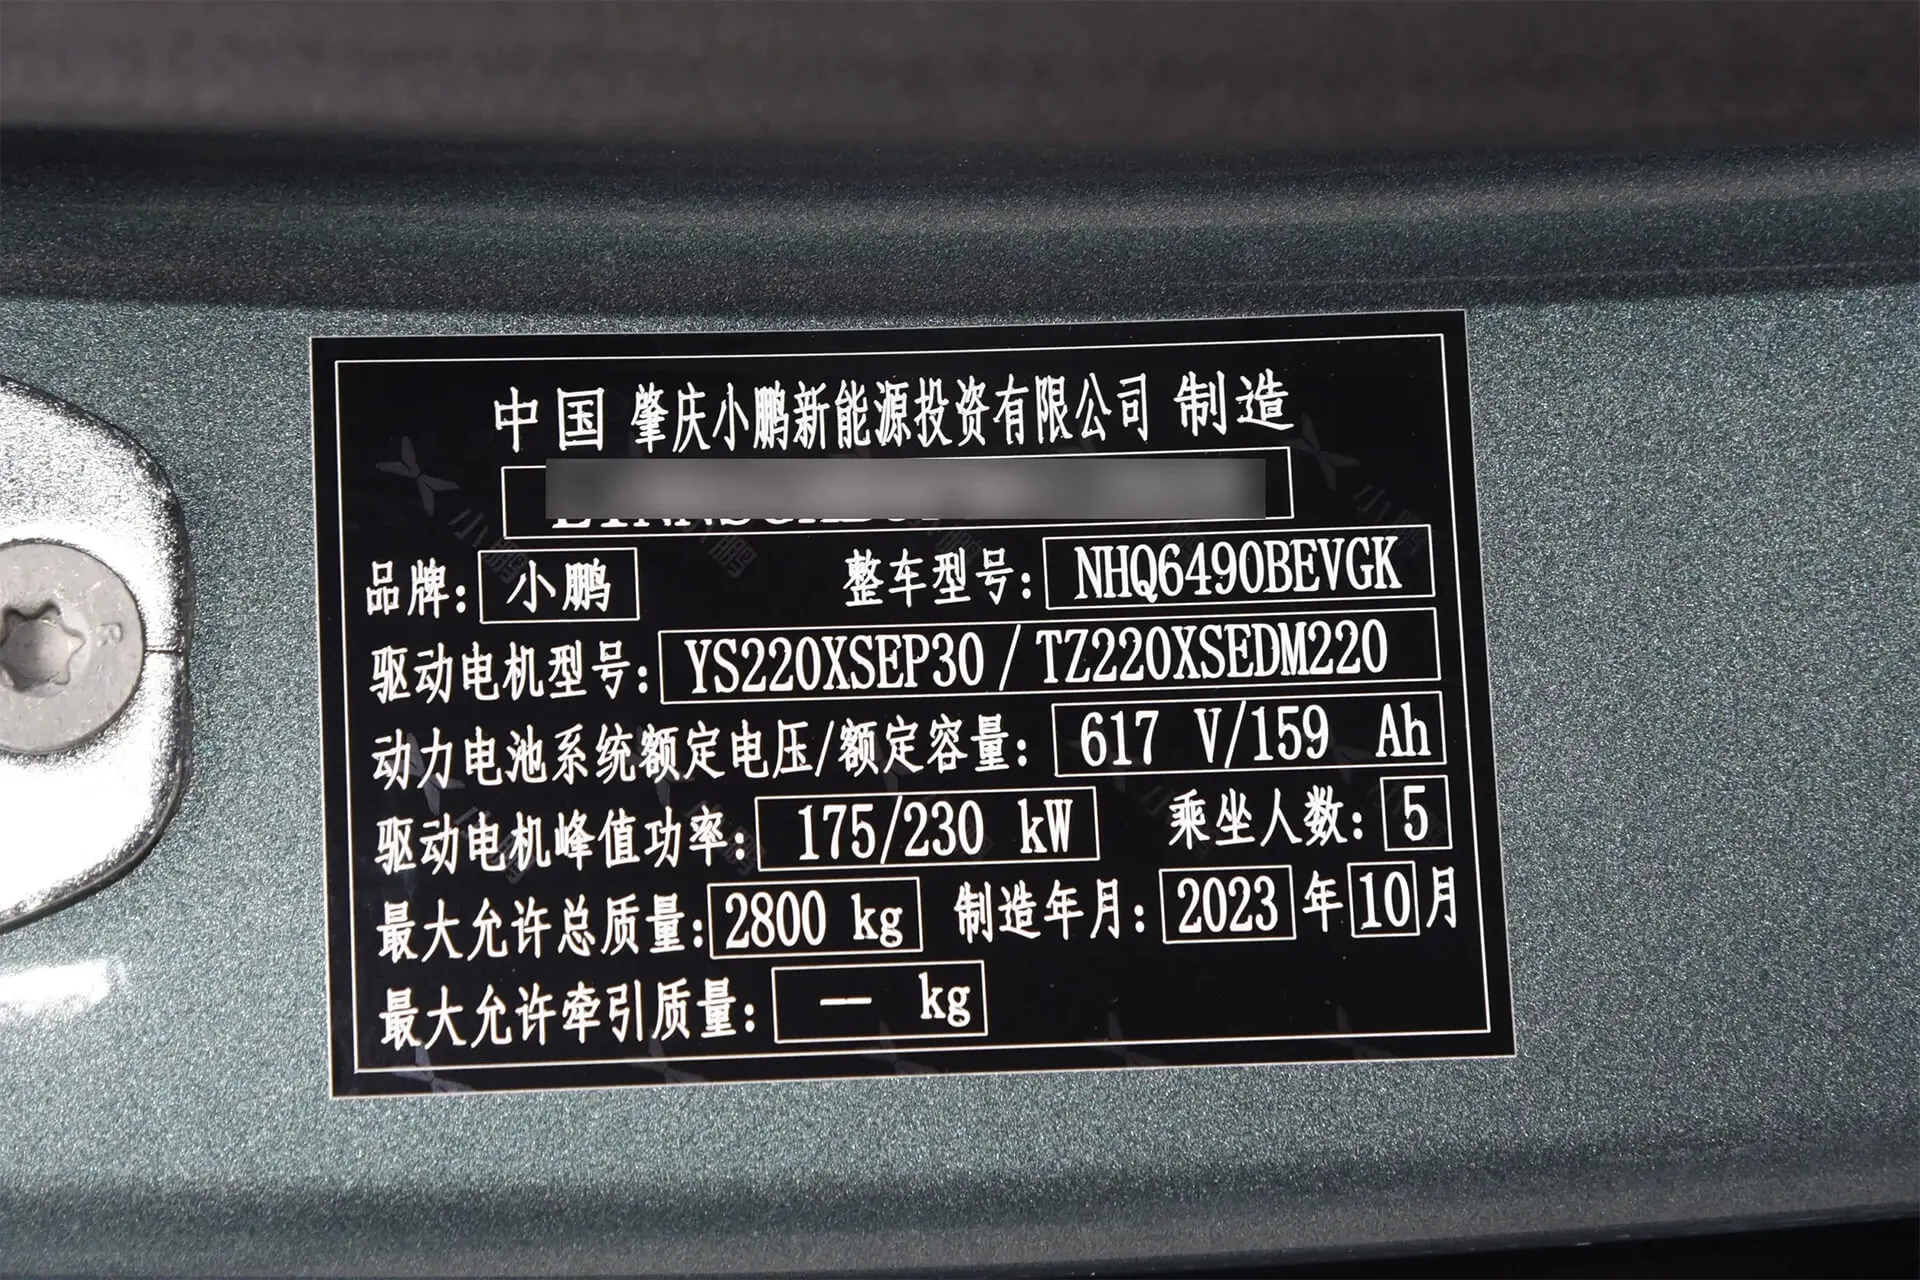 中国 肇庆小鹏新能源投资有限公司 制造
品牌: 小鹏 整车型号: NHQ6490BEVGK
驱动电机型号: YS220XSEP30 / TZ220XSEDM220
动力电池系统额定电压/额定容量: 617 V/159 Ah
驱动电机峰值功率: 175/230 kW 乘坐人数: 5
最大允许总质量: 2800 kg 制造年月: 2023 年 10 月
最大允许牵引质量: — kg